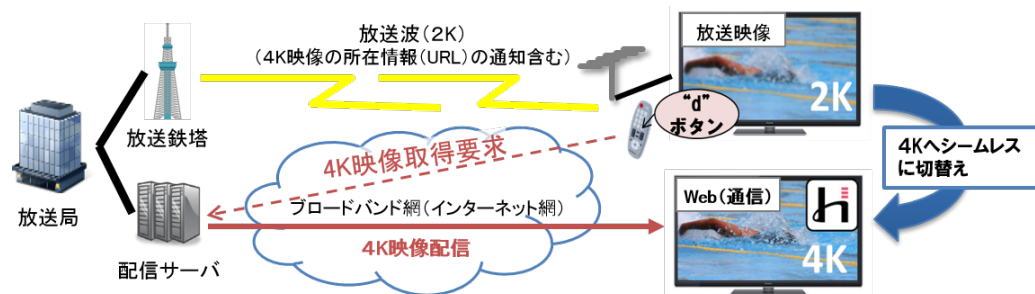 放送波（2K）
（4K映像の所在情報（URL）の通知含む）
放送映像
2K
“d”
ボタン
放送鉄塔
4K映像取得要求
4Kへシームレス
に切替え
放送局
ブロードバンド網（インターネット網）
Web（通信）
4K
4K映像配信
配信サーバ